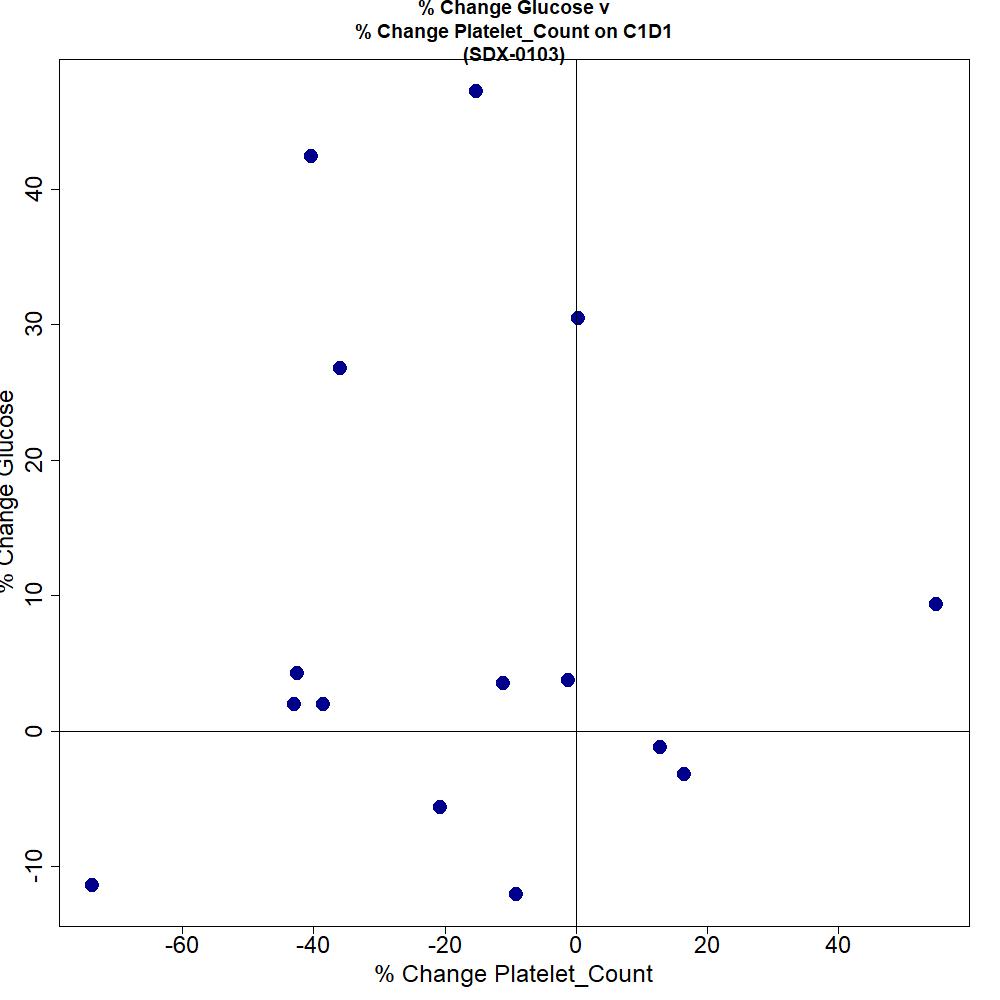 % Change Glucose v
% Change Platelet_Count on C1D1
(SDX-0103)
% Change Glucose
40
30
20
10
0
-10
-60
-40
-20
0
20
40
% Change Platelet_Count